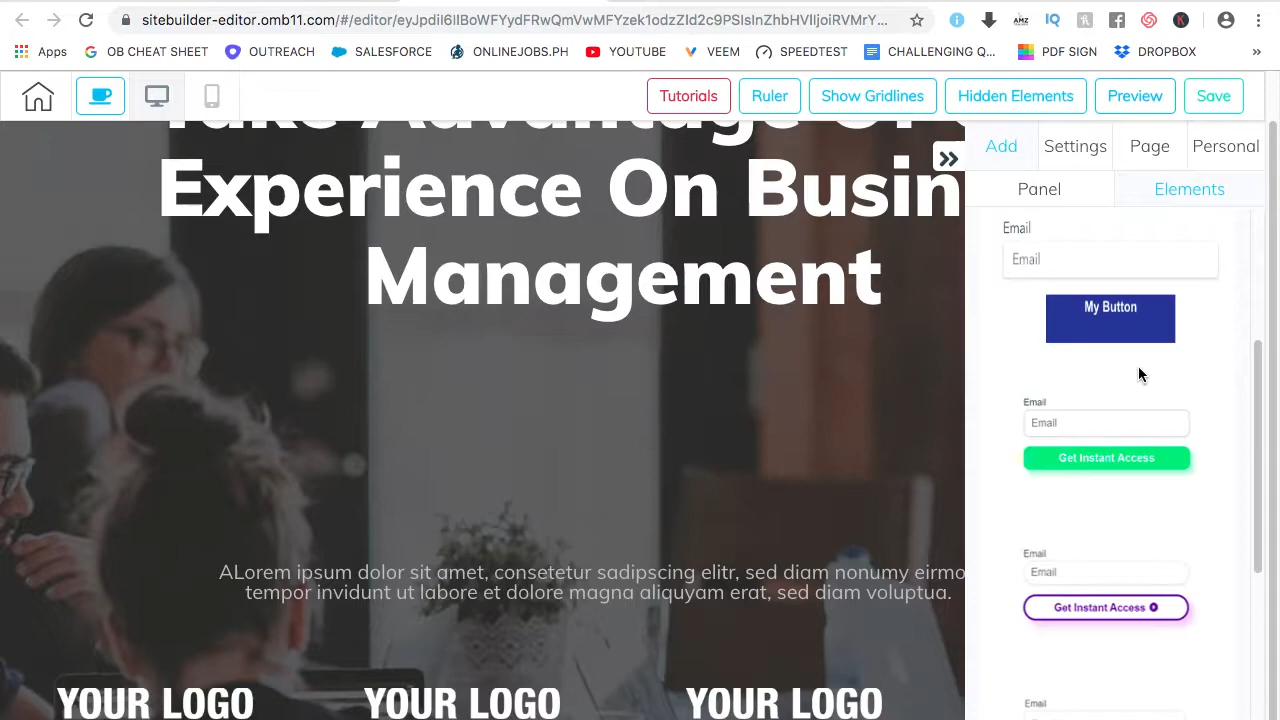 sitebuilder-editor.omb11.com/#/editor/eyJpdiI6IlBoWFYydFRwQmVwMFYzek1odzZId2c9PSIsInZhbHVlIjoiRVMrY...
Apps OB CHEAT SHEET OUTREACH SALESFORCE ONLINEJOBS.PH YOUTUBE VEEM SPEEDTEST CHALLENGING Q... PDF SIGN DROPBOX »
Tutorials Ruler Show Gridlines Hidden Elements Preview Save
Take Advantage Of
Experience On Busin
Management
Add Settings Page Personal
Panel Elements
Email
Email
My Button
Email
Email
Get Instant Access
Email
Email
Get Instant Access
Email
ALorem ipsum dolor sit amet, consetetur sadipscing elitr, sed diam nonumy eirmo
tempor invidunt ut labore et dolore magna aliquyam erat, sed diam voluptua.
YOUR LOGO YOUR LOGO YOUR LOGO